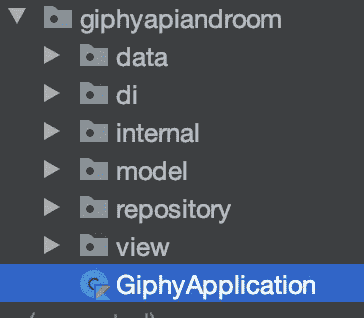 giphyapiandroom
data
di
internal
model
repository
view
GiphyApplication